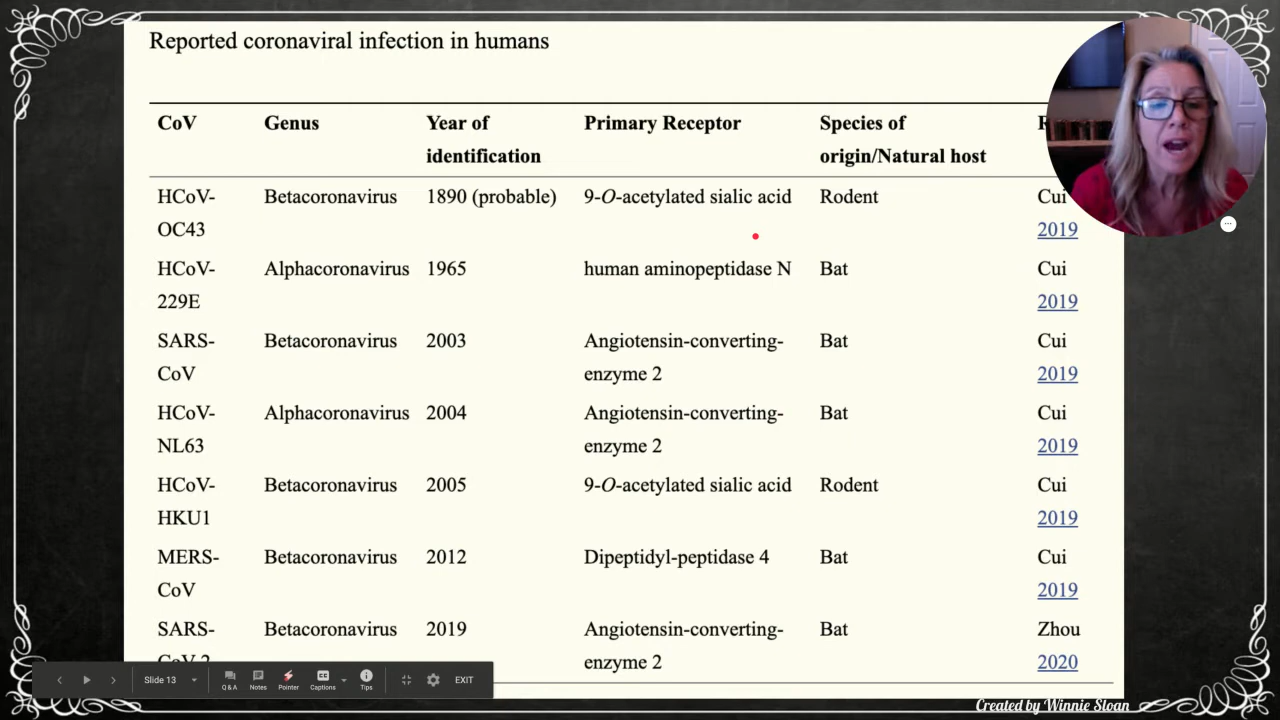 Reported coronaviral infection in humans
CoV Genus Year of Primary Receptor Species of
identification origin/Natural host
HCoV- Betacoronavirus 1890 (probable) 9-O-acetylated sialic acid Rodent Cui
OC43 2019
HCoV- Alphacoronavirus 1965 human aminopeptidase N Bat Cui
229E 2019
SARS- Betacoronavirus 2003 Angiotensin-converting- Bat Cui
CoV enzyme 2 2019
HCoV- Alphacoronavirus 2004 Angiotensin-converting- Bat Cui
NL63 enzyme 2 2019
HCoV- Betacoronavirus 2005 9-O-acetylated sialic acid Rodent Cui
HKU1 2019
MERS- Betacoronavirus 2012 Dipeptidyl-peptidase 4 Bat Cui
CoV 2019
SARS- Betacoronavirus 2019 Angiotensin-converting- Bat Zhou
CoV-2 enzyme 2 2020
Slide 13 Q & A Notes Pointer Captions Tips EXIT
Created by Winnie Sloan